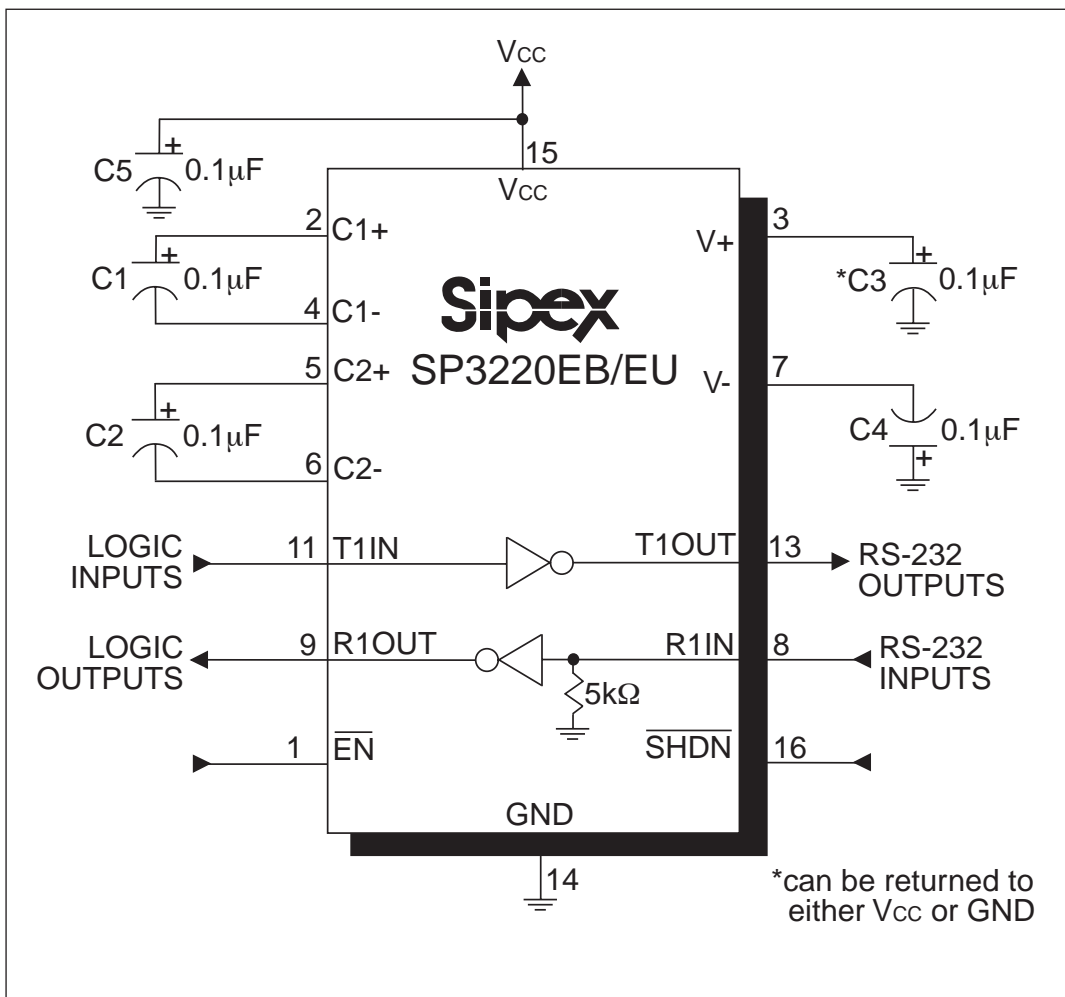 Vcc
15
Vcc
+
C5 0.1μF
2 C1+
+
C1 0.1μF
4 C1-
5 C2+
+
C2 0.1μF
6 C2-
Sipex
SP3220EB/EU
V+ 3
+
*C3 0.1μF
V- 7
C4 0.1μF
+
LOGIC
INPUTS
11 T1IN
T1OUT 13
RS-232
OUTPUTS
LOGIC
OUTPUTS
9 R1OUT
R1IN 8
RS-232
INPUTS
5kΩ
1 EN
SHDN 16
GND
14
*can be returned to
either Vcc or GND